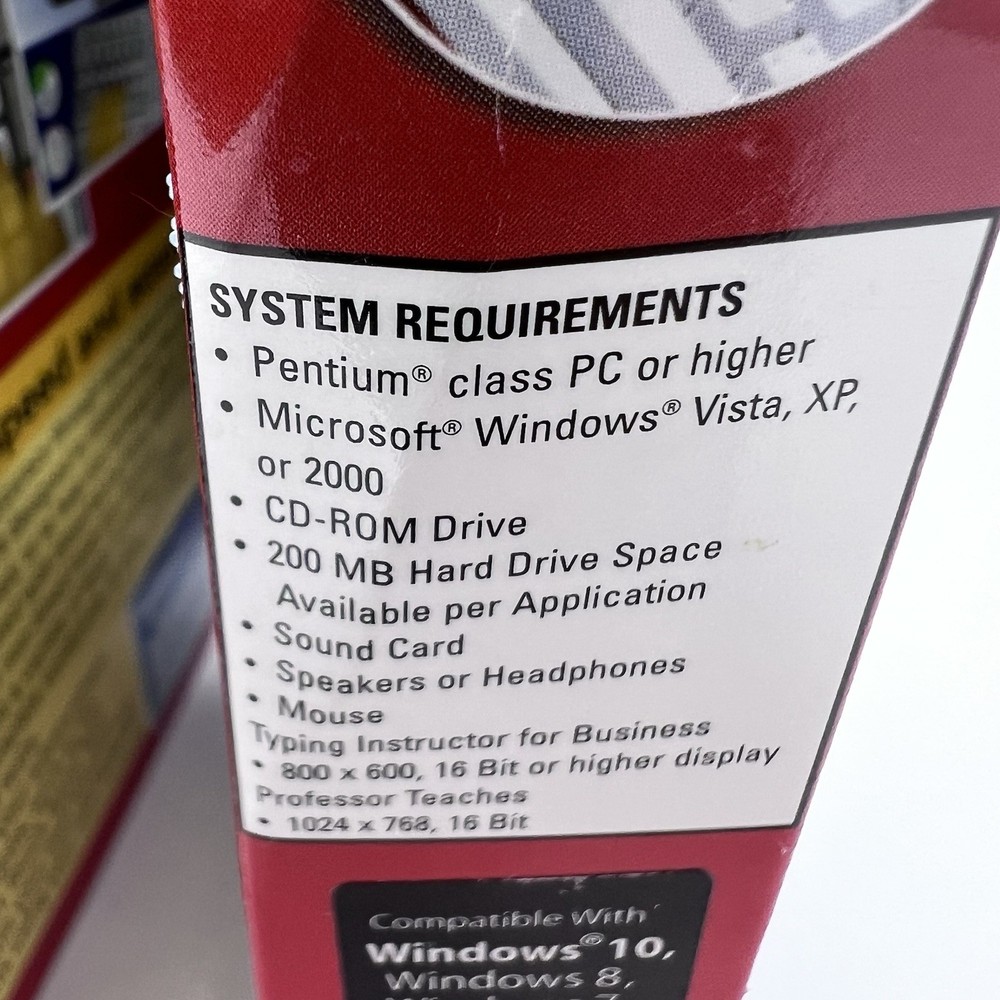 SYSTEM REQUIREMENTS
• Pentium® class PC or higher
• Microsoft® Windows® Vista, XP,
or 2000
• CD-ROM Drive
• 200 MB Hard Drive Space
Available per Application
• Sound Card
• Speakers or Headphones
• Mouse
Typing Instructor for Business
• 800 x 600, 16 Bit or higher display
Professor Teaches
• 1024 x 768, 16 Bit
Compatible With
Windows® 10,
Windows 8,
speed and